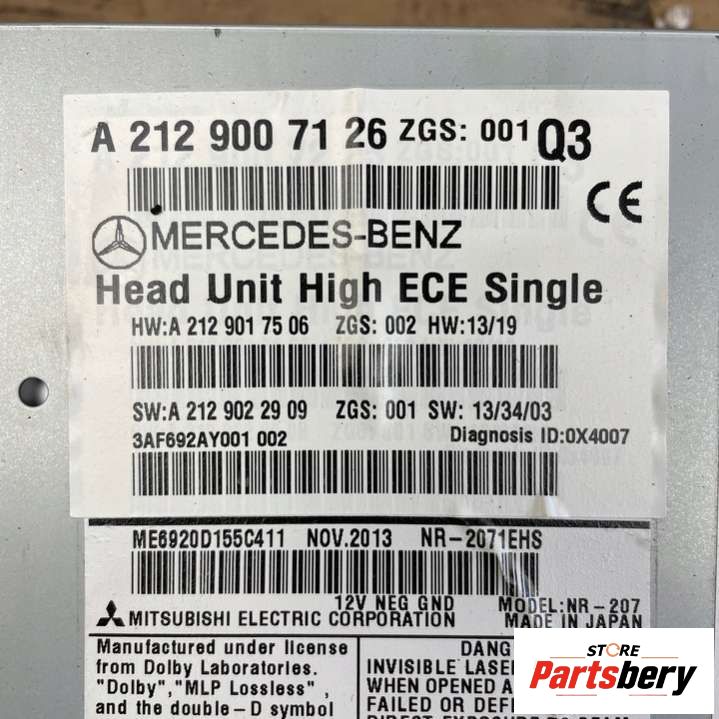 A 212 900 71 26 ZGS: 001 Q3
CE
MERCEDES-BENZ
Head Unit High ECE Single
HW:A 212 901 75 06 ZGS: 002 HW:13/19
SW:A 212 902 29 09 ZGS: 001 SW: 13/34/03
3AF692AY001 002 Diagnosis ID:0X4007
ME6920D155C411 NOV.2013 NR-2071EHS
12V NEG GND MODEL:NR-207
MITSUBISHI ELECTRIC CORPORATION MADE IN JAPAN
Manufactured under license
from Dolby Laboratories.
"Dolby","MLP Lossless" ,
and the double-D symbol
DANG
INVISIBLE LASE
WHEN OPENED A
FAILED OR DEF
STORE
Partsbery